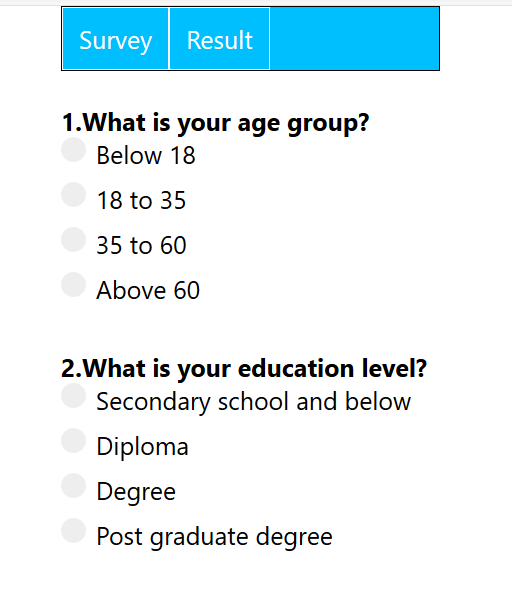 Survey Result
1.What is your age group?
Below 18
18 to 35
35 to 60
Above 60
2.What is your education level?
Secondary school and below
Diploma
Degree
Post graduate degree